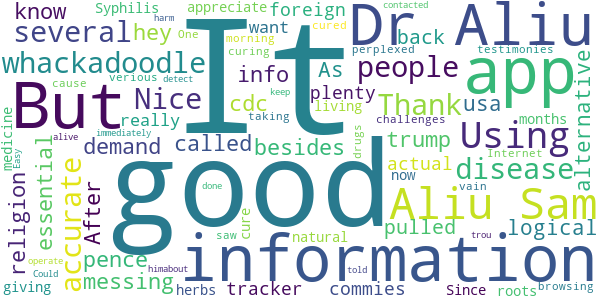 Syphilis
harm
appreciate
foreign
It
Dr Aliu
contacted
know
several
hey
One
want
back
cured
testimonies
morning
curing
perplexed
whackadoodle
info
As
people
app
alternative
But
Nice
cdc
plenty
living
Thank
usa
cause
verious
detect
really
taking
challenges
months
keep
Using
medicine
alive
immediately
demand
called
besides
trump
Internet
essential
accurate
After
good
drugs
actual
now
disease
vain
religion
Easy
done
cure
Aliu Sam
saw
natural
pulled
logical
pence
information
trou
operate
Could
himabout
told
messing
giving
herbs
tracker
commies
Since
roots
browsing